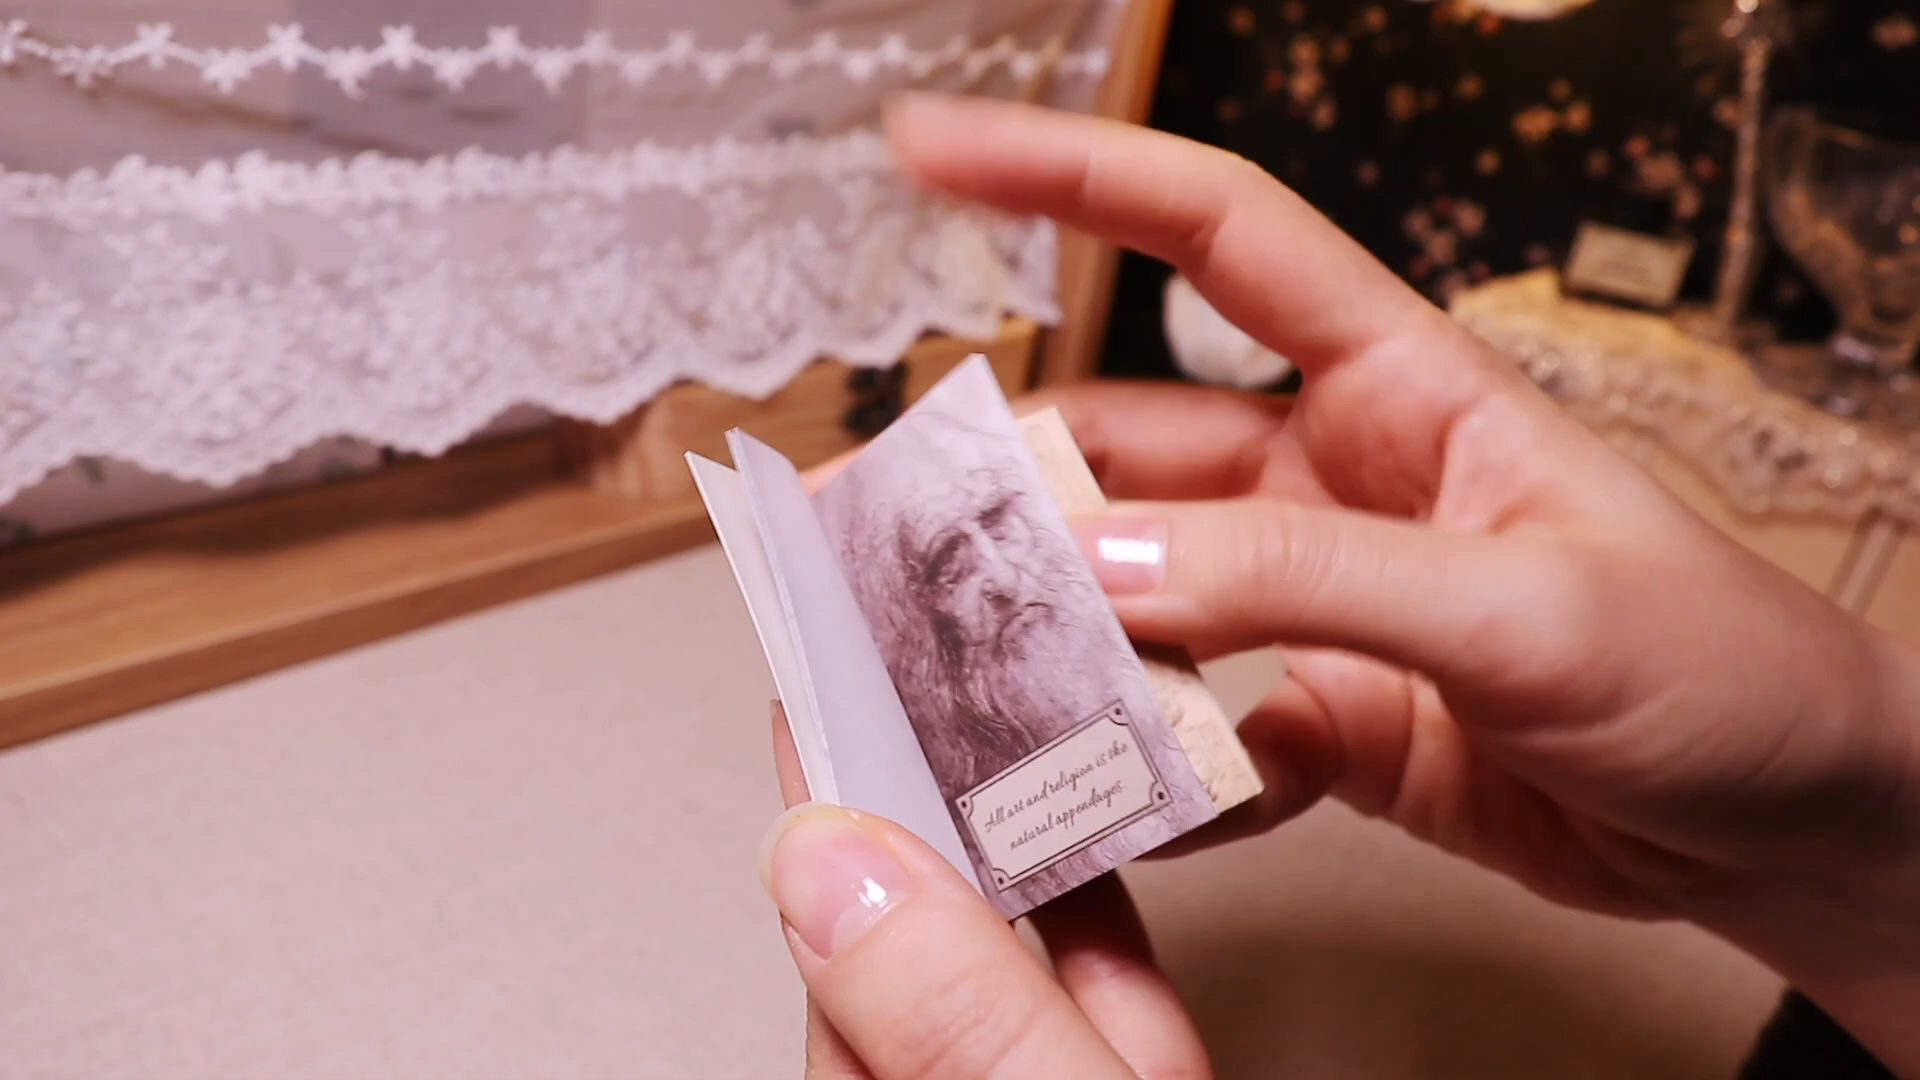 All art and religion is the
natural appendages.